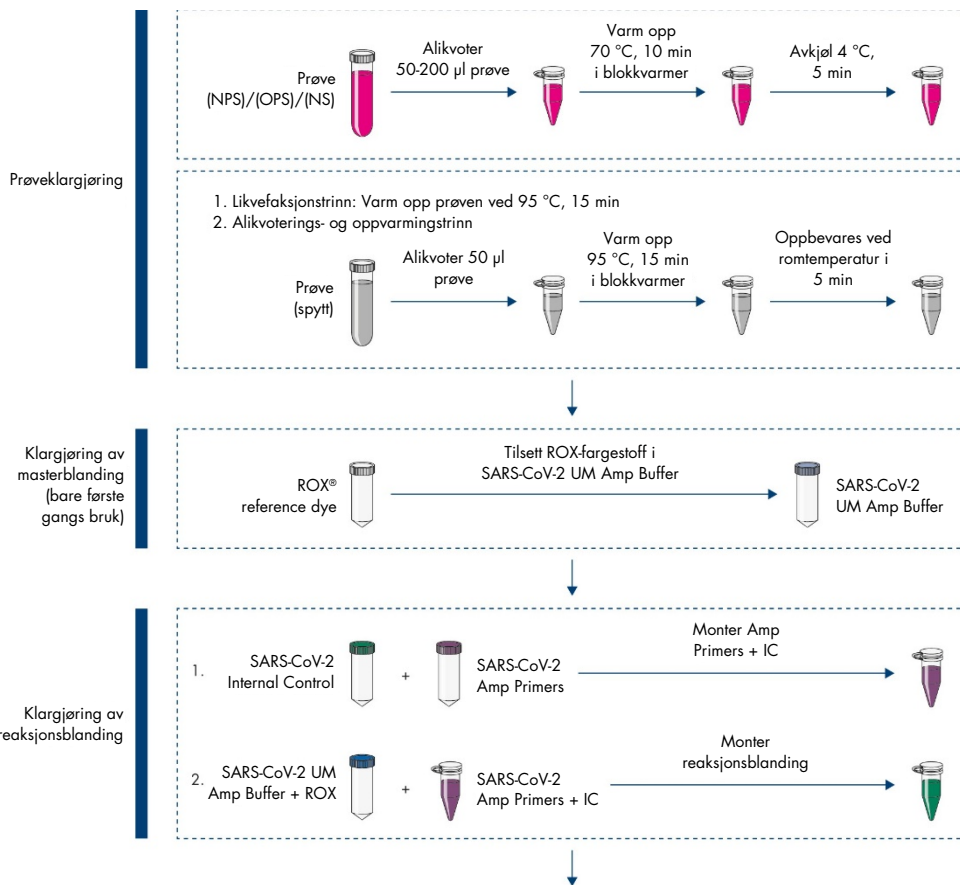 Prøveklargjøring
Prøve
(NPS)/(OPS)/(NS)
Alikvoter
50-200 µl prøve
Varm opp
70 °C, 10 min
i blokkvarmer
Avkjøl 4 °C,
5 min
1. Likvefaksjonstrinn: Varm opp prøven ved 95 °C, 15 min
2. Alikvoterings- og oppvarmingstrinn
Prøve
(spytt)
Alikvoter 50 µl
prøve
Varm opp
95 °C, 15 min
i blokkvarmer
Oppbevares ved
romtemperatur i
5 min
Klargjøring av
masterblanding
(bare første
gangs bruk)
ROX®
reference dye
Tilsett ROX-fargestoff i
SARS-CoV-2 UM Amp Buffer
SARS-CoV-2
UM Amp Buffer
Klargjøring av
reaksjonsblanding
1.
SARS-CoV-2
Internal Control
+
SARS-CoV-2
Amp Primers
Monter Amp
Primers + IC
2.
SARS-CoV-2 UM
Amp Buffer + ROX
+
SARS-CoV-2
Amp Primers + IC
Monter
reaksjonsblanding